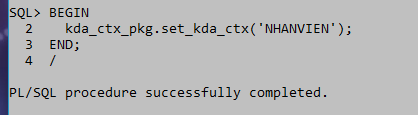 SQL> BEGIN
2 kda_ctx_pkg.set_kda_ctx('NHANVIEN');
3 END;
4 /
PL/SQL procedure successfully completed.